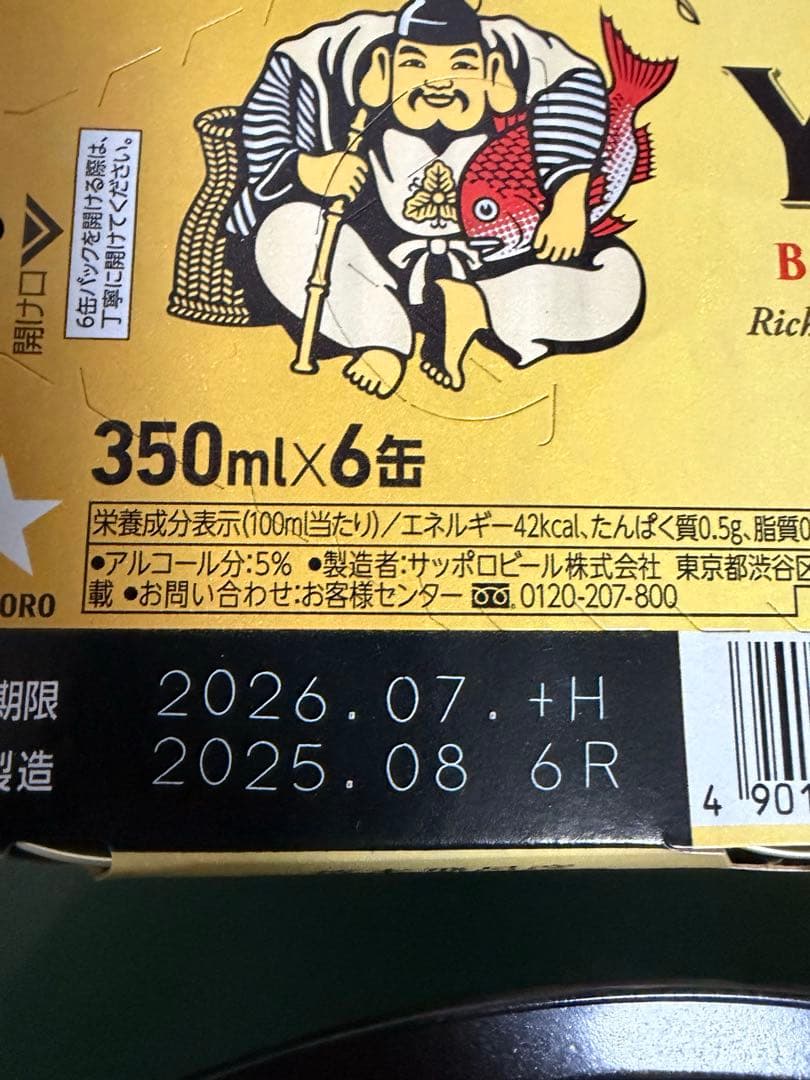 6缶パックを開ける際は、
丁寧に開けてください。
開け口
Y
B
Rich
350ml×6缶
栄養成分表示(100ml当たり)/エネルギー42kcal、たんぱく質0.5g、脂質0
•アルコール分:5% •製造者:サッポロビール株式会社 東京都渋谷区
載 •お問い合わせ:お客様センター 0120-207-800
ORO
期限 2026.07.+H
製造 2025.08 6R
4 901